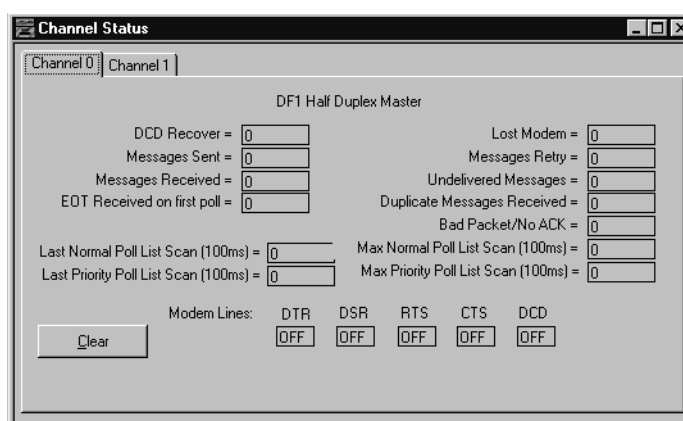 Channel Status
Channel 0 Channel 1
DF1 Half Duplex Master
DCD Recover = 0 Lost Modem = 0
Messages Sent = 0 Messages Retry = 0
Messages Received = 0 Undelivered Messages = 0
EOT Received on first poll = 0 Duplicate Messages Received = 0
Bad Packet/No ACK = 0
Last Normal Poll List Scan (100ms) = 0 Max Normal Poll List Scan (100ms) = 0
Last Priority Poll List Scan (100ms) = 0 Max Priority Poll List Scan (100ms) = 0
Modem Lines: DTR DSR RTS CTS DCD
OFF OFF OFF OFF OFF
Clear